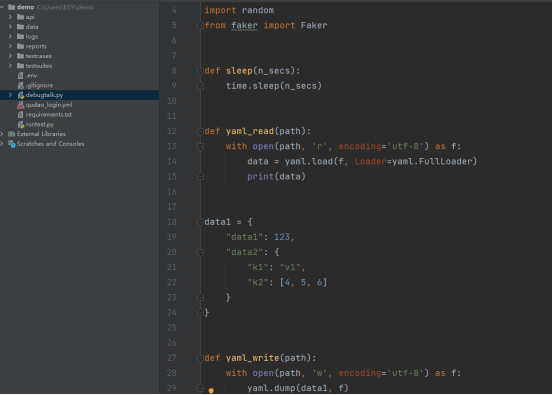 demo C:\Users\EDY\demo
api
data
logs
reports
testcases
testsuites
.env
.gitignore
debugtalk.py
qudao_login.yml
requirements.txt
runtest.py
External Libraries
Scratches and Consoles
4 import random
5 from faker import Faker
6
7
8 def sleep(n_secs):
9 time.sleep(n_secs)
10
11
12 def yaml_read(path):
13 with open(path, 'r', encoding='utf-8') as f:
14 data = yaml.load(f, Loader=yaml.FullLoader)
15 print(data)
16
17
18 data1 = {
19 "data1": 123,
20 "data2": {
21 "k1": "v1",
22 "k2": [4, 5, 6]
23 }
24 }
25
26
27 def yaml_write(path):
28 with open(path, 'w', encoding='utf-8') as f:
29 yaml.dump(data1, f)